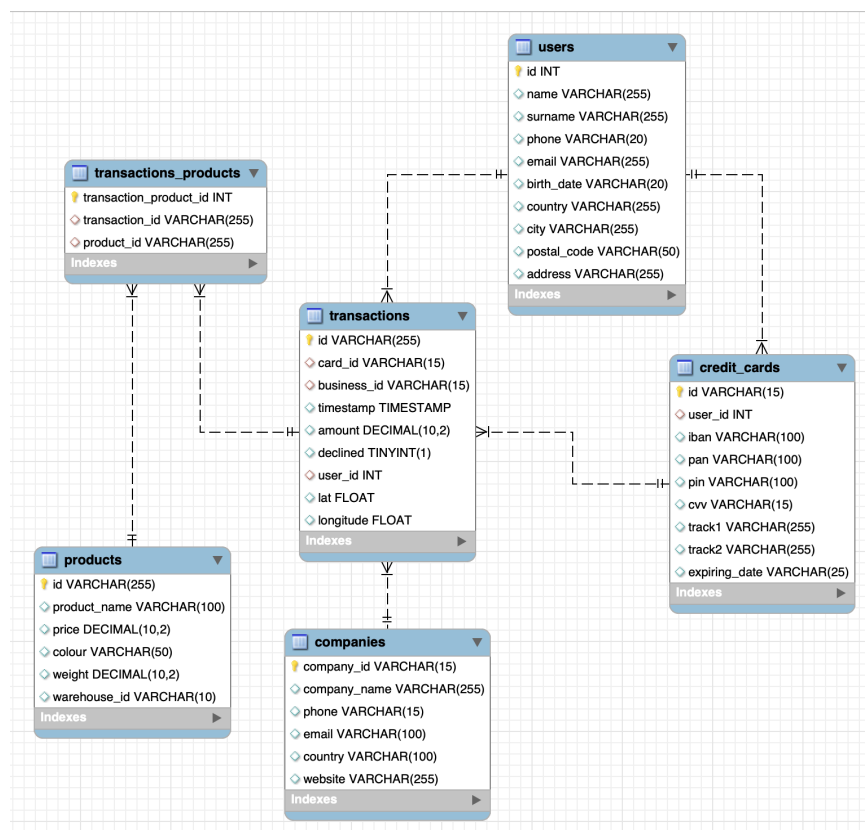 users
id INT
name VARCHAR(255)
surname VARCHAR(255)
phone VARCHAR(20)
email VARCHAR(255)
birth_date VARCHAR(20)
country VARCHAR(255)
city VARCHAR(255)
postal_code VARCHAR(50)
address VARCHAR(255)
Indexes
transactions_products
transaction_product_id INT
transaction_id VARCHAR(255)
product_id VARCHAR(255)
Indexes
transactions
id VARCHAR(255)
card_id VARCHAR(15)
business_id VARCHAR(15)
timestamp TIMESTAMP
amount DECIMAL(10,2)
declined TINYINT(1)
user_id INT
lat FLOAT
longitude FLOAT
Indexes
credit_cards
id VARCHAR(15)
user_id INT
iban VARCHAR(100)
pan VARCHAR(100)
pin VARCHAR(100)
cvv VARCHAR(15)
track1 VARCHAR(255)
track2 VARCHAR(255)
expiring_date VARCHAR(25)
Indexes
products
id VARCHAR(255)
product_name VARCHAR(100)
price DECIMAL(10,2)
colour VARCHAR(50)
weight DECIMAL(10,2)
warehouse_id VARCHAR(10)
Indexes
companies
company_id VARCHAR(15)
company_name VARCHAR(255)
phone VARCHAR(15)
email VARCHAR(100)
country VARCHAR(100)
website VARCHAR(255)
Indexes